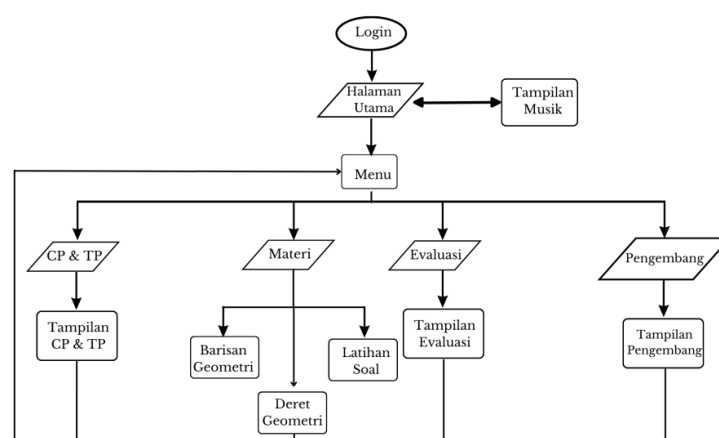 Login
Halaman
Utama
Tampilan
Musik
Menu
CP & TP
Materi
Evaluasi
Pengembang
Tampilan
CP & TP
Barisan
Geometri
Latihan
Soal
Tampilan
Evaluasi
Tampilan
Pengembang
Deret
Geometri